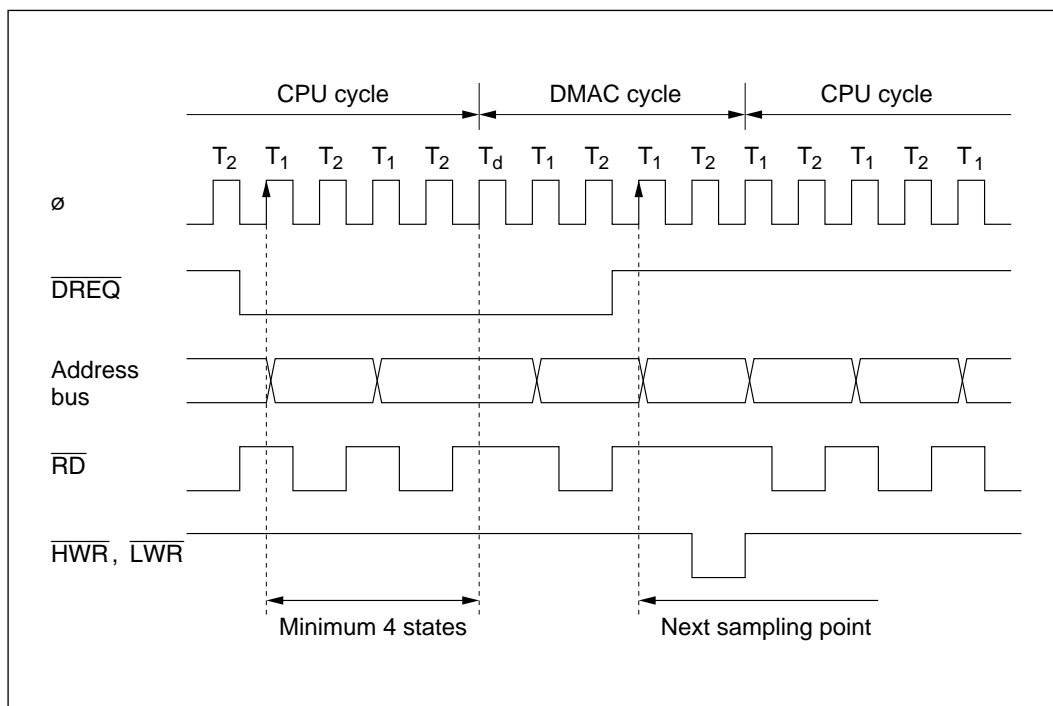 CPU cycle DMAC cycle CPU cycle
T2 T1 T2 T1 T2 Td T1 T2 T1 T2 T1 T2 T1 T2 T1
ø
DREQ
Address
bus
RD
HWR, LWR
Minimum 4 states Next sampling point